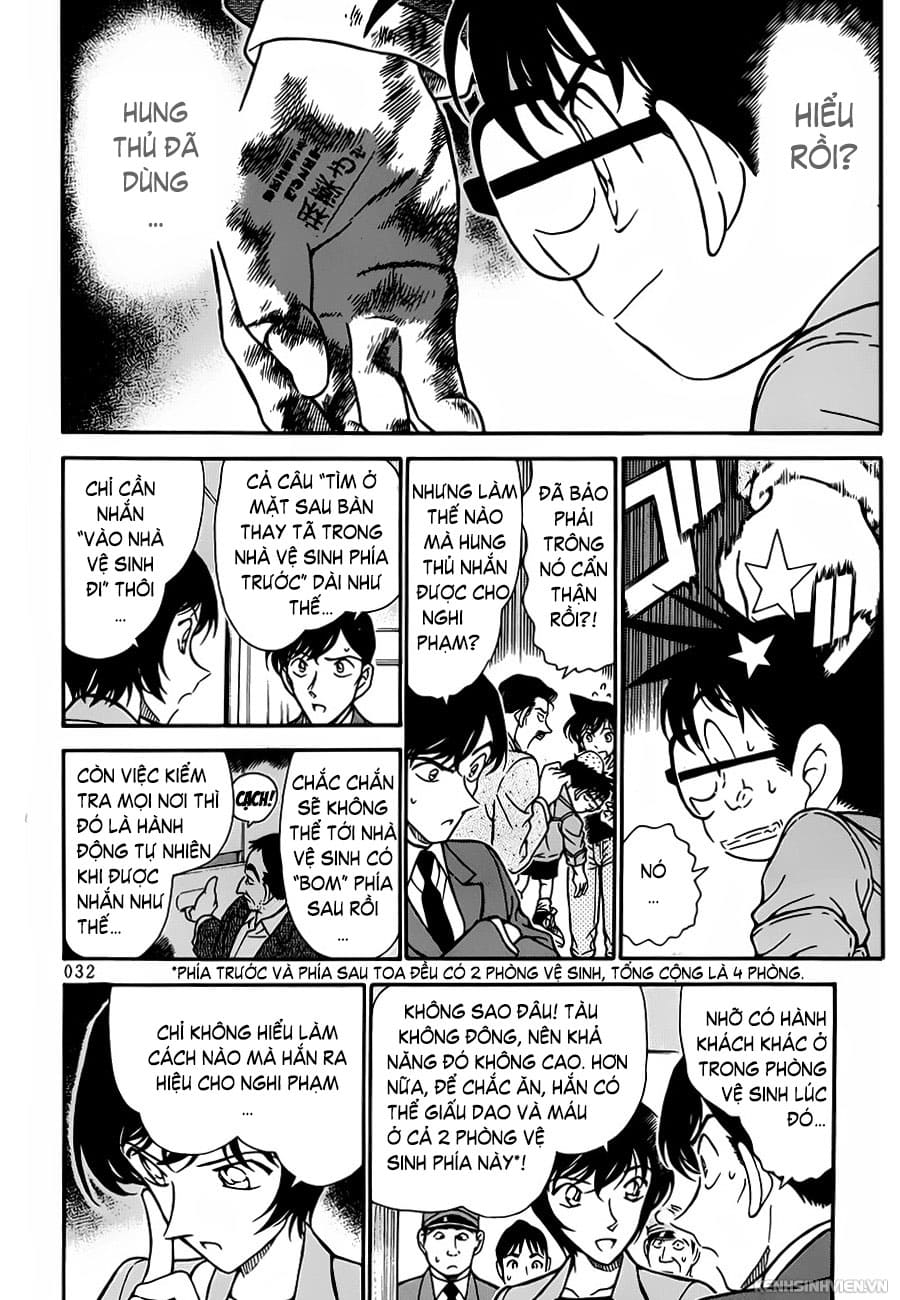 HIỂU
RỒI?
HUNG
THỦ ĐÃ
DÙNG
...
NÓ
...
ĐÃ BẢO
PHẢI
TRÔNG
NÓ CẨN
THẬN
RỒI?!
NHƯNG LÀM
THẾ NÀO
MÀ HUNG
THỦ NHẮN
ĐƯỢC CHO
NGHI
PHẠM?
CẢ CÂU "TÌM Ở
MẶT SAU BÀN
THAY TÃ TRONG
NHÀ VỆ SINH PHÍA
TRƯỚC" DÀI NHƯ
THẾ...
CHỈ CẦN
NHẮN
"VÀO NHÀ
VỆ SINH
ĐI" THÔI
...
CHẮC CHẮN
SẼ KHÔNG
THỂ TỚI NHÀ
VỆ SINH CÓ
"BOM" PHÍA
SAU RỒI
...
CẠCH!
CÒN VIỆC KIỂM
TRA MỌI NƠI THÌ
ĐÓ LÀ HÀNH
ĐỘNG TỰ NHIÊN
KHI ĐƯỢC
NHẮN NHƯ
THẾ...
032
*PHÍA TRƯỚC VÀ PHÍA SAU TOA ĐỀU CÓ 2 PHÒNG VỆ SINH, TỔNG CỘNG LÀ 4 PHÒNG.
NHỠ CÓ HÀNH
KHÁCH KHÁC Ở
TRONG PHÒNG
VỆ SINH LÚC
ĐÓ...
KHÔNG SAO ĐÂU! TÀU
KHÔNG ĐÔNG, NÊN KHẢ
NĂNG ĐÓ KHÔNG CAO. HƠN
NỮA, ĐỂ CHẮC ĂN, HẮN CÓ
THỂ GIẤU DAO VÀ MÁU
Ở CẢ 2 PHÒNG VỆ
SINH PHÍA NÀY*!
CHỈ KHÔNG HIỂU LÀM
CÁCH NÀO MÀ HẮN RA
HIỆU CHO NGHI PHẠM
...
KENHSINHVIEN.VN